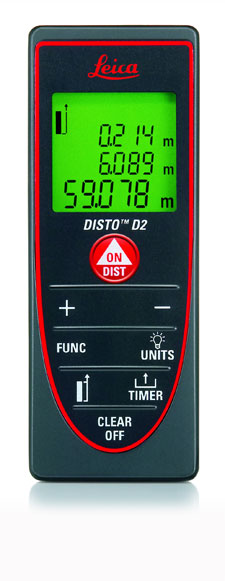 Leica
0.214 m
6.089 m
59.078 m
DISTO™ D2
ON
DIST
+ −
FUNC UNITS
TIMER
CLEAR
OFF